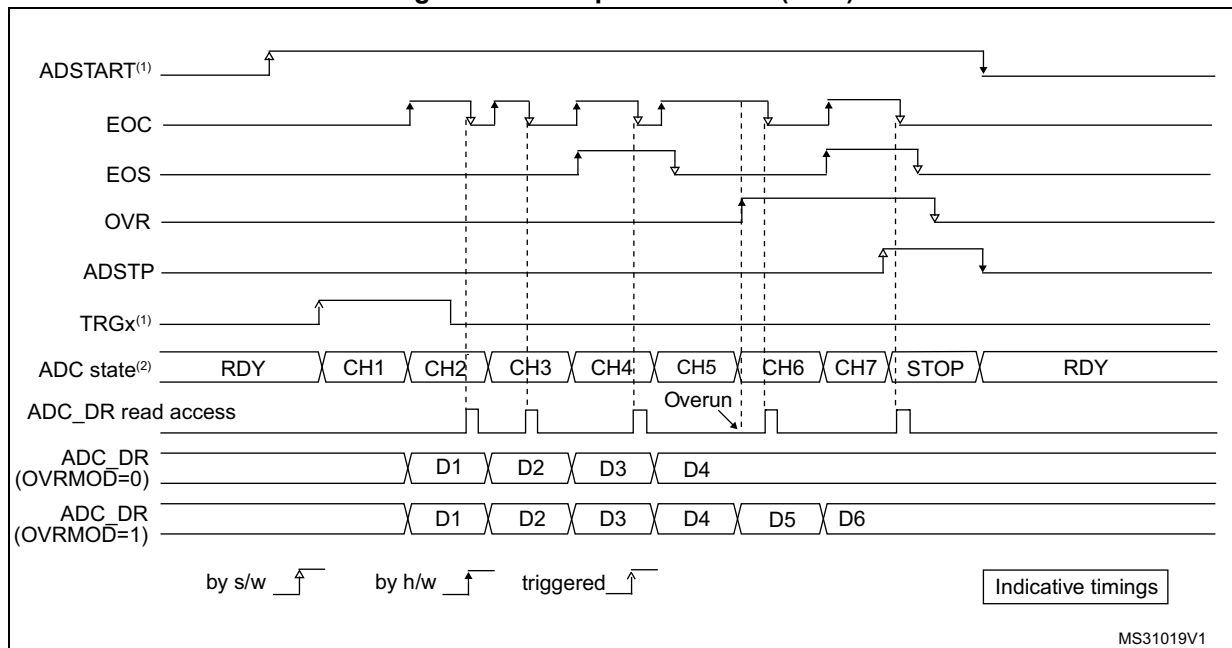 ADSTART(1)
EOC
EOS
OVR
ADSTP
TRGx(1)
ADC state(2) RDY CH1 CH2 CH3 CH4 CH5 CH6 CH7 STOP RDY
ADC_DR read access
Overun
ADC_DR
(OVRMOD=0)
D1 D2 D3 D4
ADC_DR
(OVRMOD=1)
D1 D2 D3 D4 D5 D6
by s/w by h/w triggered
Indicative timings
MS31019V1